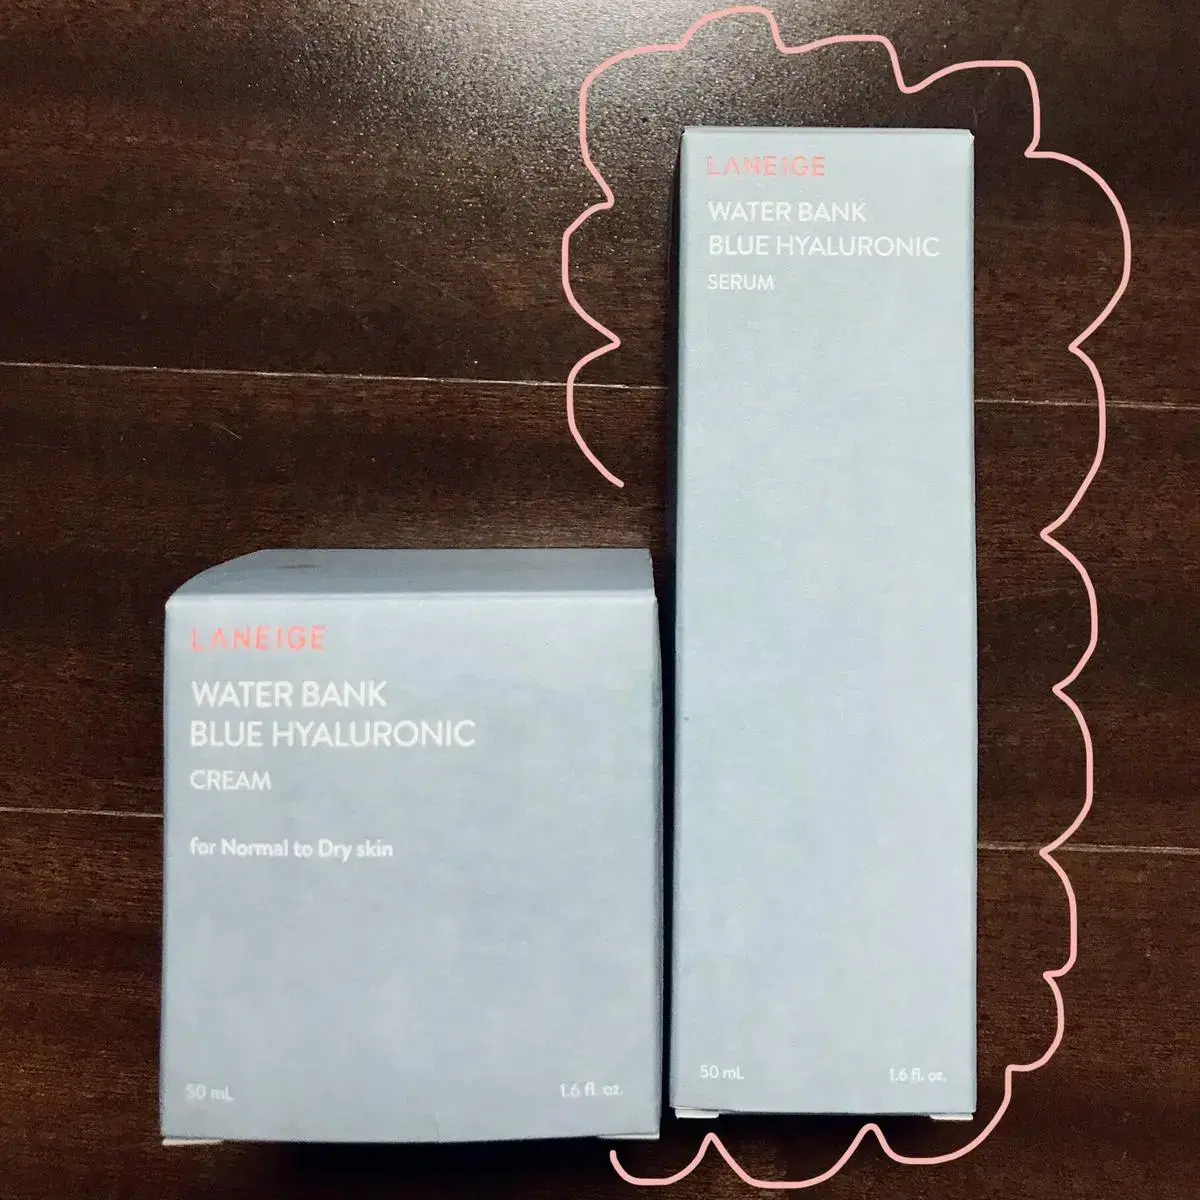 LANEIGE
WATER BANK
BLUE HYALURONIC
CREAM
for Normal to Dry skin
50 mL
1.6 fl. oz.
LANEIGE
WATER BANK
BLUE HYALURONIC
SERUM
50 mL
1.6 fl. oz.